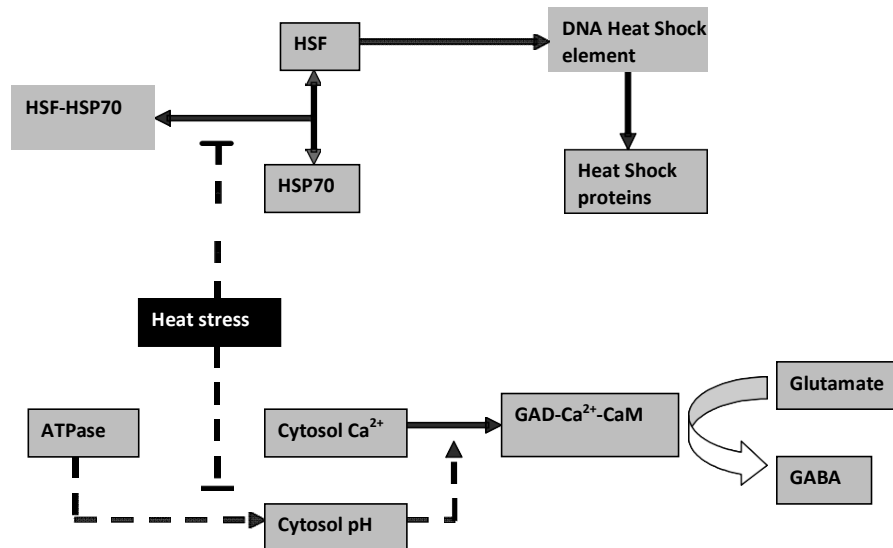 HSF
DNA Heat Shock
element
HSF-HSP70
HSP70
Heat Shock
proteins
Heat stress
Glutamate
ATPase
Cytosol Ca²⁺
GAD-Ca²⁺-CaM
GABA
Cytosol pH